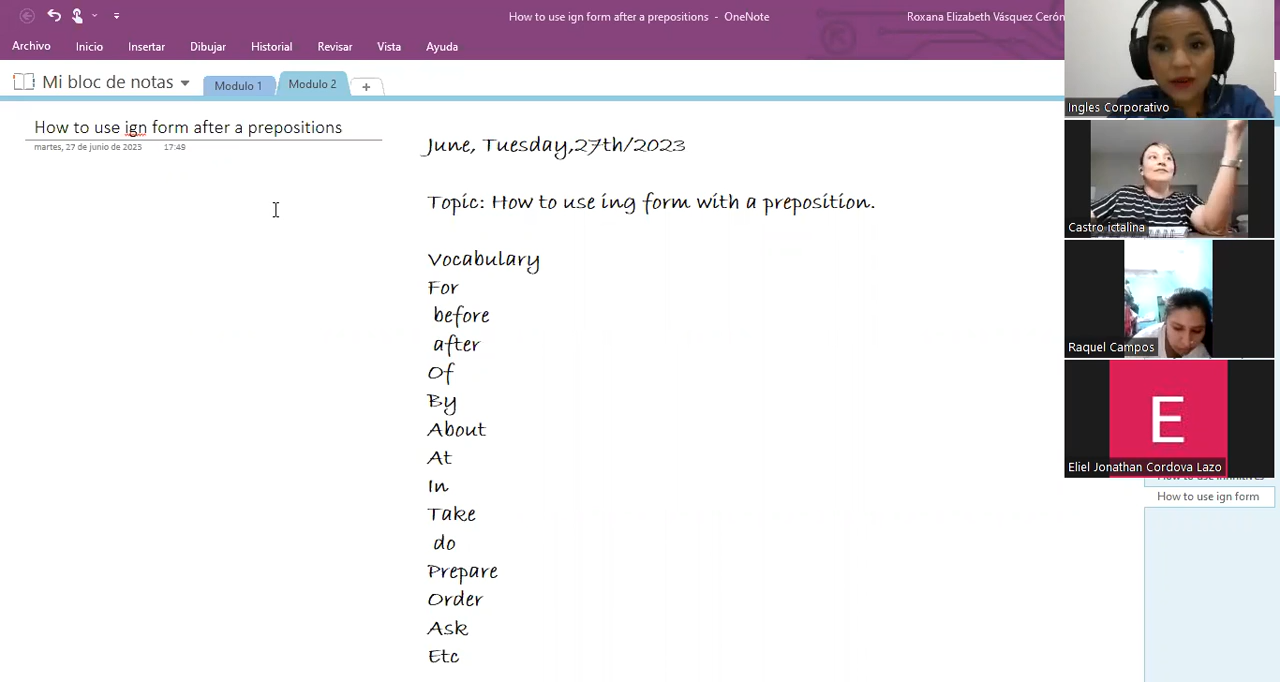 How to use ign form after a prepositions - OneNote
Roxana Elizabeth Vásquez Cerón
Archivo
Inicio
Insertar
Dibujar
Historial
Revisar
Vista
Ayuda
Mi bloc de notas
Modulo 1
Modulo 2
+
How to use ign form after a prepositions
martes, 27 de junio de 2023 17:49
June, Tuesday,27th/2023
Topic: How to use ing form with a preposition.
Vocabulary
For
before
after
Of
By
About
At
In
Take
do
Prepare
Order
Ask
Etc
Ingles Corporativo
Castro ictalina
Raquel Campos
E
Eliel Jonathan Cordova Lazo
How to use ign form